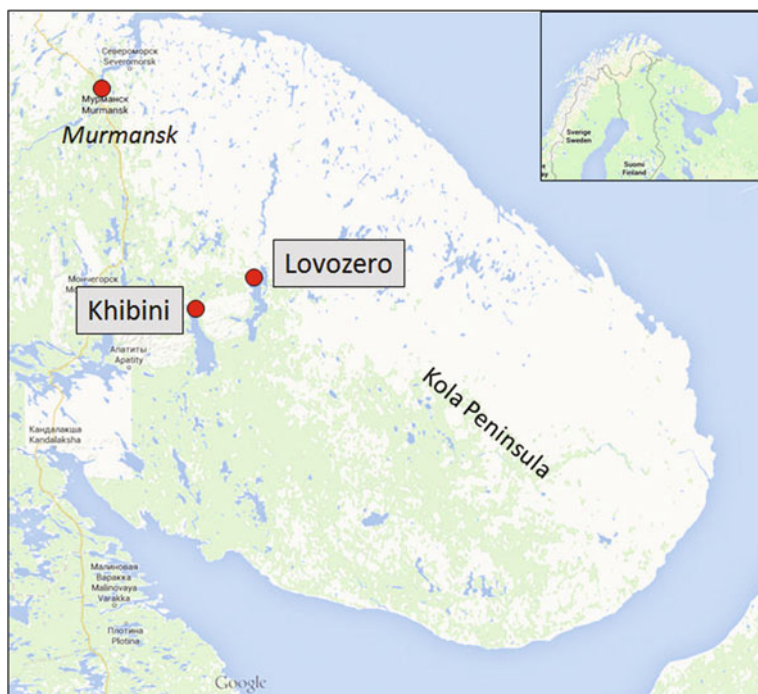 Североморск
Severomorsk
Мурманск
Murmansk
Murmansk
Sverige
Sweden
Suomi
Finland
Lovozero
Khibini
Мончегорск
Апатиты
Apatity
Kola Peninsula
Кандалакша
Kandalaksha
Малиновая
Варакка
Malinovaya
Varakka
Плотина
Plotina
Google